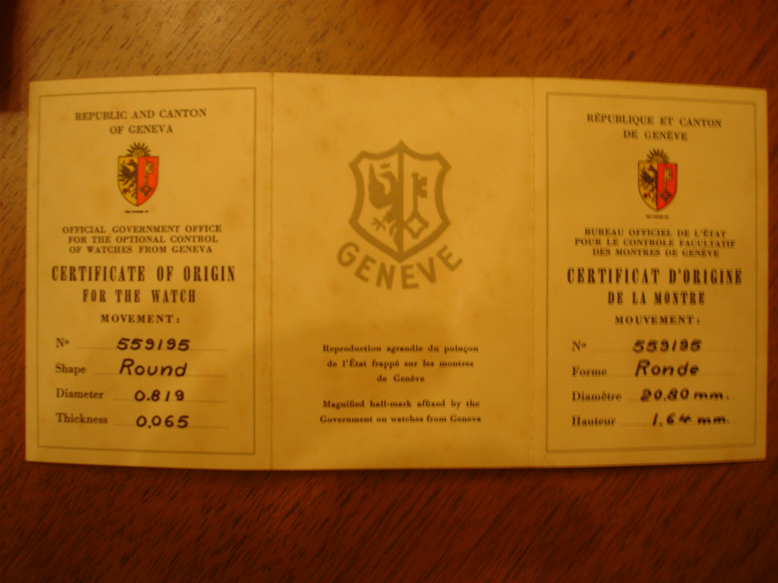 REPUBLIC AND CANTON
OF GENEVA
OFFICIAL GOVERNMENT OFFICE
FOR THE OPTIONAL CONTROL
OF WATCHES FROM GENEVA
CERTIFICATE OF ORIGIN
FOR THE WATCH
MOVEMENT:
No 559195
Shape Round
Diameter 0.819
Thickness 0.065
GENEVE
Reproduction agrandie du poinçon
de l'État frappé sur les montres
de Genève
Magnified hall-mark affixed by the
Government on watches from Geneva
RÉPUBLIQUE ET CANTON
DE GENÈVE
BUREAU OFFICIEL DE L'ÉTAT
POUR LE CONTROLE FACULTATIF
DES MONTRES DE GENÈVE
CERTIFICAT D'ORIGINE
DE LA MONTRE
MOUVEMENT:
No 559195
Forme Ronde
Diamètre 20.80 mm.
Hauteur 1,64 mm.